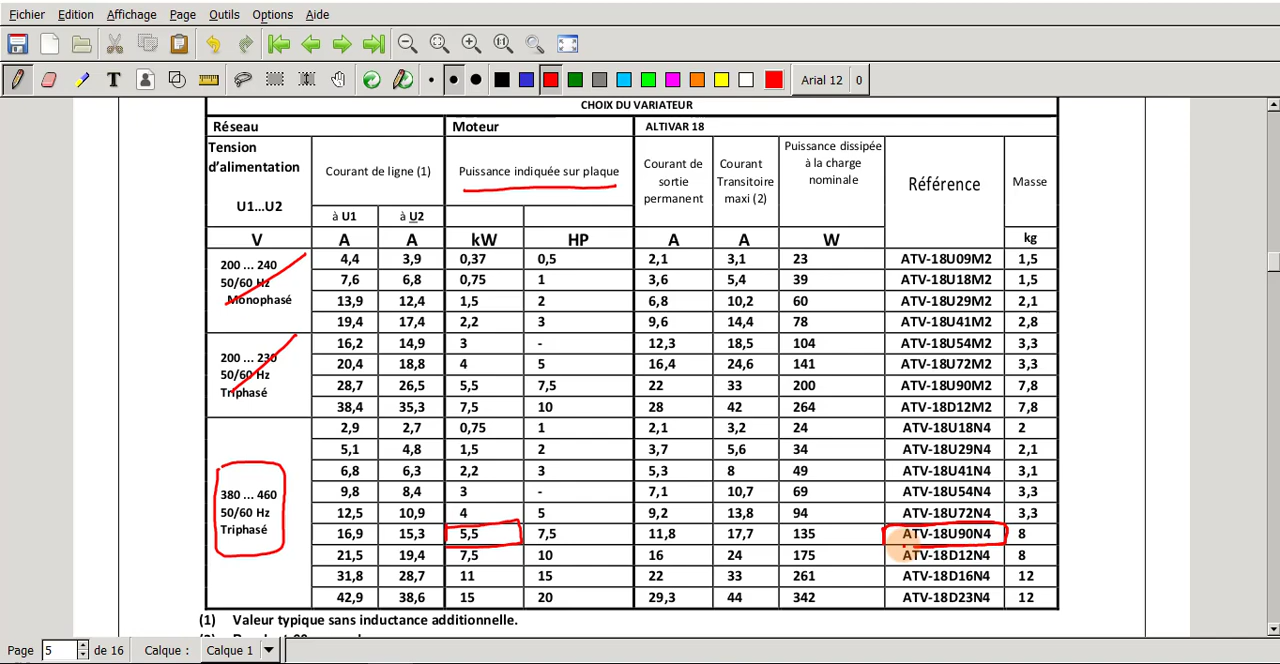 Fichier Edition Affichage Page Outils Options Aide
T 1:1 Arial 12 0
CHOIX DU VARIATEUR
Réseau Moteur ALTIVAR 18
Tension d'alimentation U1...U2 Courant de ligne (1) Puissance indiquée sur plaque Courant de sortie permanent Courant Transitoire maxi (2) Puissance dissipée à la charge nominale Référence Masse
à U1 à U2
V A A kW HP A A W kg
200 ... 240
50/60 Hz
Monophasé
4,4 3,9 0,37 0,5 2,1 3,1 23 ATV-18U09M2 1,5
7,6 6,8 0,75 1 3,6 5,4 39 ATV-18U18M2 1,5
13,9 12,4 1,5 2 6,8 10,2 60 ATV-18U29M2 2,1
19,4 17,4 2,2 3 9,6 14,4 78 ATV-18U41M2 2,8
200 ... 230
50/60 Hz
Triphasé
16,2 14,9 3 - 12,3 18,5 104 ATV-18U54M2 3,3
20,4 18,8 4 5 16,4 24,6 141 ATV-18U72M2 3,3
28,7 26,5 5,5 7,5 22 33 200 ATV-18U90M2 7,8
38,4 35,3 7,5 10 28 42 264 ATV-18D12M2 7,8
380 ... 460
50/60 Hz
Triphasé
2,9 2,7 0,75 1 2,1 3,2 24 ATV-18U18N4 2
5,1 4,8 1,5 2 3,7 5,6 34 ATV-18U29N4 2,1
6,8 6,3 2,2 3 5,3 8 49 ATV-18U41N4 3,1
9,8 8,4 3 - 7,1 10,7 69 ATV-18U54N4 3,3
12,5 10,9 4 5 9,2 13,8 94 ATV-18U72N4 3,3
16,9 15,3 5,5 7,5 11,8 17,7 135 ATV-18U90N4 8
21,5 19,4 7,5 10 16 24 175 ATV-18D12N4 8
31,8 28,7 11 15 22 33 261 ATV-18D16N4 12
42,9 38,6 15 20 29,3 44 342 ATV-18D23N4 12
(1) Valeur typique sans inductance additionnelle.
Page 5 de 16 Calque : Calque 1